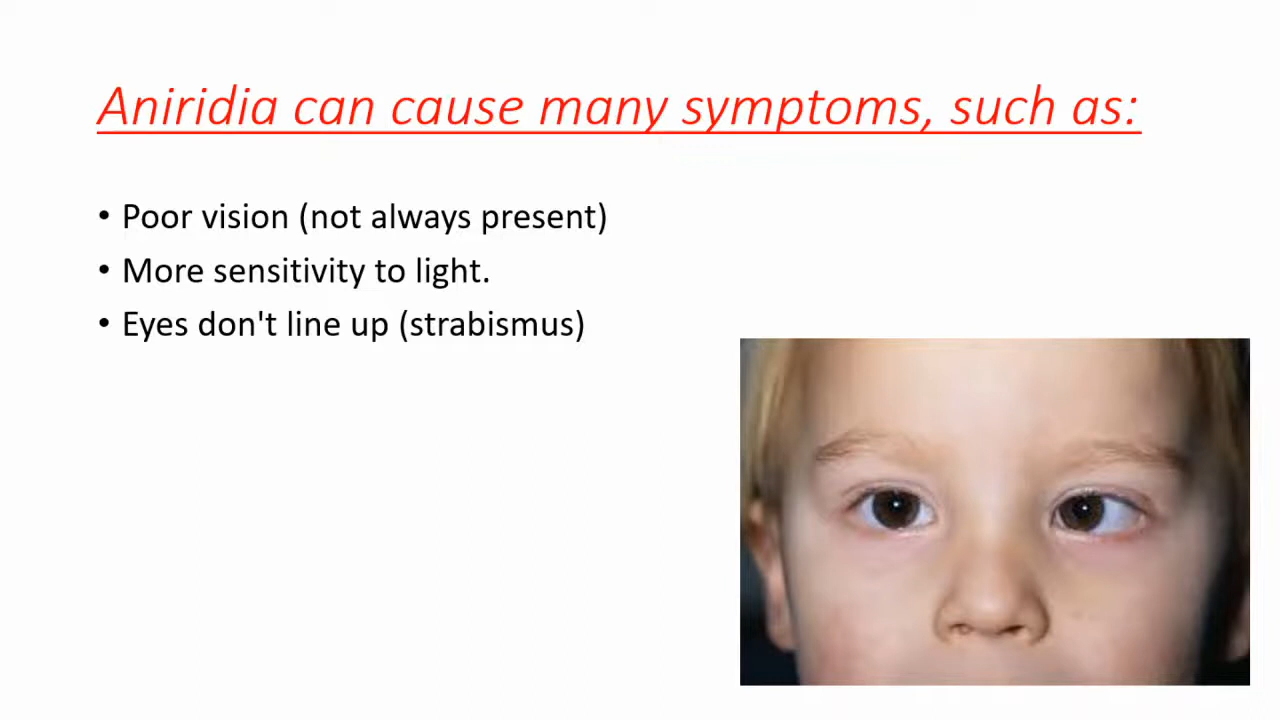 Aniridia can cause many symptoms, such as:
• Poor vision (not always present)
• More sensitivity to light.
• Eyes don't line up (strabismus)